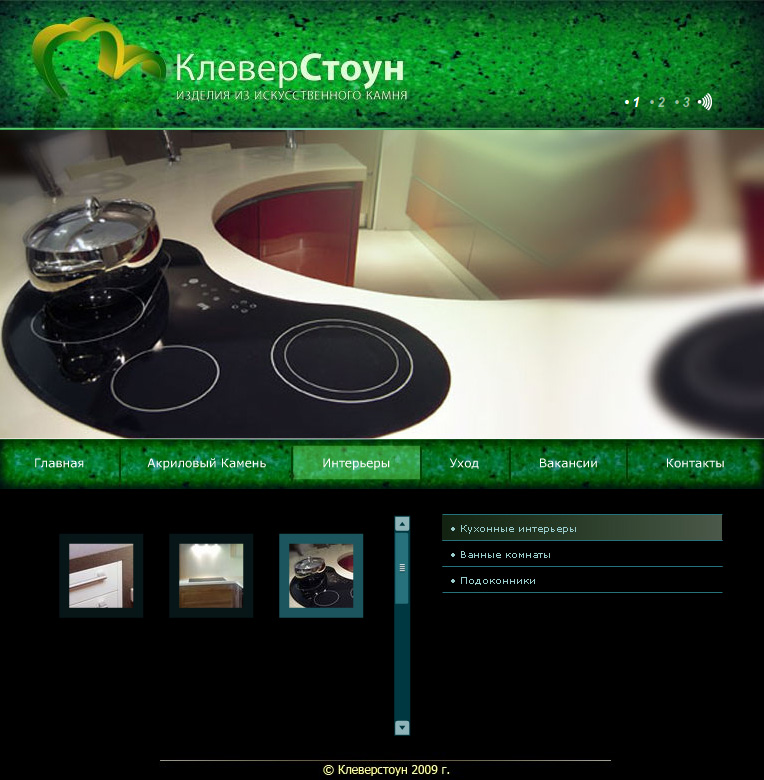 КлеверСтоун
ИЗДЕЛИЯ ИЗ ИСКУССТВЕННОГО КАМНЯ
• 1 • 2 • 3
Главная Акриловый Камень Интерьеры Уход Вакансии Контакты
• Кухонные интерьеры
• Ванные комнаты
• Подоконники
© Клеверстоун 2009 г.